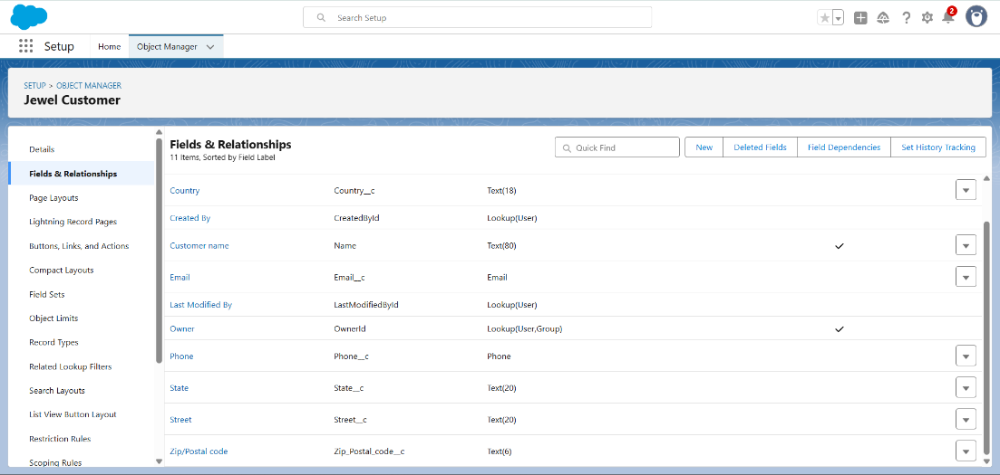 Search Setup
2
Setup
Home
Object Manager
SETUP > OBJECT MANAGER
Jewel Customer
Details
Fields & Relationships
Page Layouts
Lightning Record Pages
Buttons, Links, and Actions
Compact Layouts
Field Sets
Object Limits
Record Types
Related Lookup Filters
Search Layouts
List View Button Layout
Restriction Rules
Scoping Rules
Fields & Relationships
11 Items, Sorted by Field Label
Quick Find
New
Deleted Fields
Field Dependencies
Set History Tracking
Country Country__c Text(18)
Created By CreatedById Lookup(User)
Customer name Name Text(80)
Email Email__c Email
Last Modified By LastModifiedById Lookup(User)
Owner OwnerId Lookup(User,Group)
Phone Phone__c Phone
State State__c Text(20)
Street Street__c Text(20)
Zip/Postal code Zip_Postal_code__c Text(6)